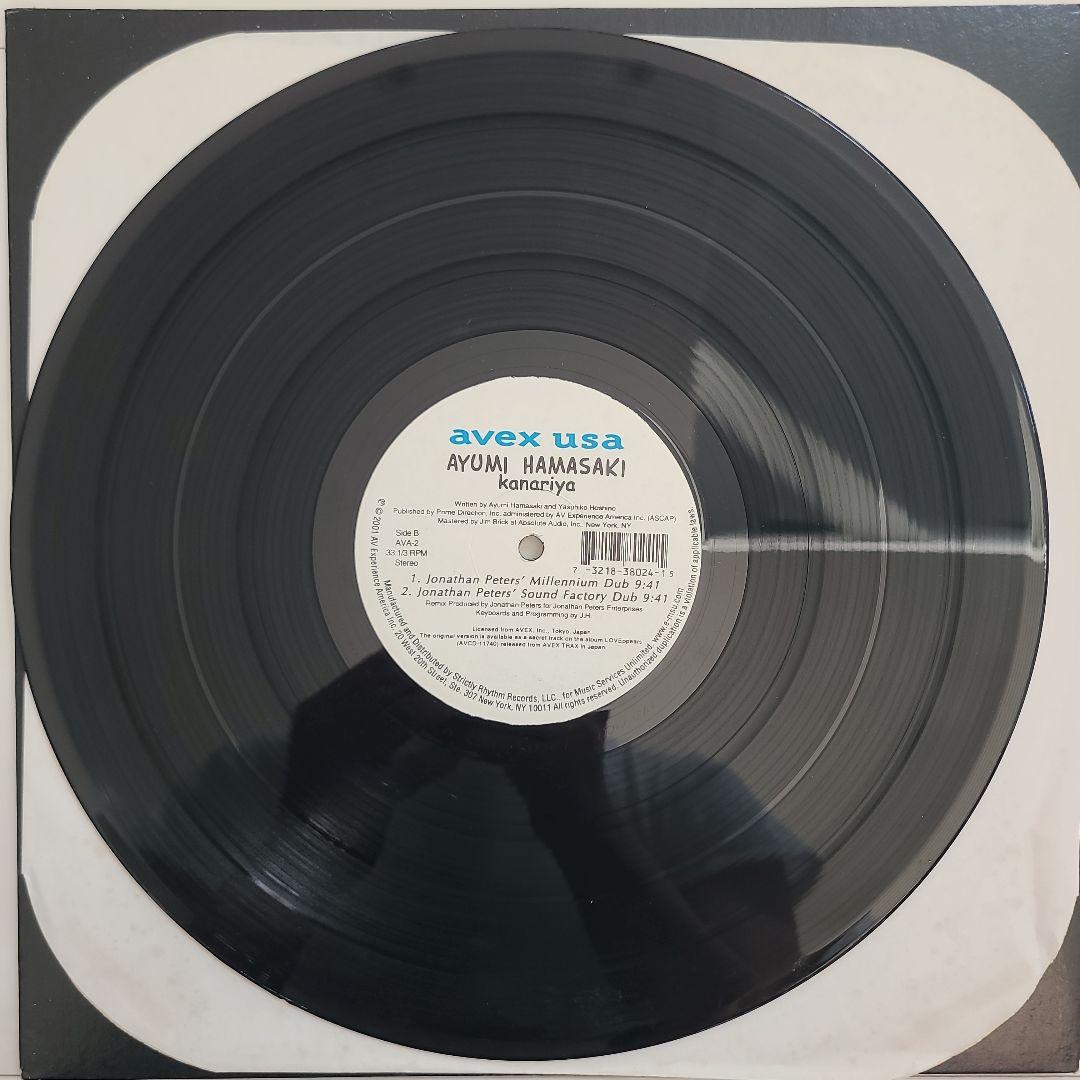 avex usa
AYUMI HAMASAKI
kanariya
Written by Ayumi Hamasaki and Yasuhiko Hoshino
Published by Prime Direction, Inc. administered by AV Experience America Inc. (ASCAP)
Mastered by Jim Brick at Absolute Audio, Inc., New York, NY
Side B
AVA-2
33 1/3 RPM
Stereo
7 -3218-38024-1 5
1. Jonathan Peters' Millennium Dub 9:41
2. Jonathan Peters' Sound Factory Dub 9:41
Remix Produced by Jonathan Peters for Jonathan Peters Enterprises
Keyboards and Programming by J.H.
Licensed from AVEX, Inc., Tokyo, Japan
The original version is available as a secret track on the album LOVEppears
(AVCD-11740) released from AVEX TRAX in Japan
℗ © 2001 AV Experience America Inc. 20 West 20th Street, Ste. 307 New York, NY 10011 All rights reserved. Unauthorized duplication is a violation of applicable laws.
Manufactured and Distributed by Strictly Rhythm Records, LLC., for Music Services Unlimited. www.e-mnu.com